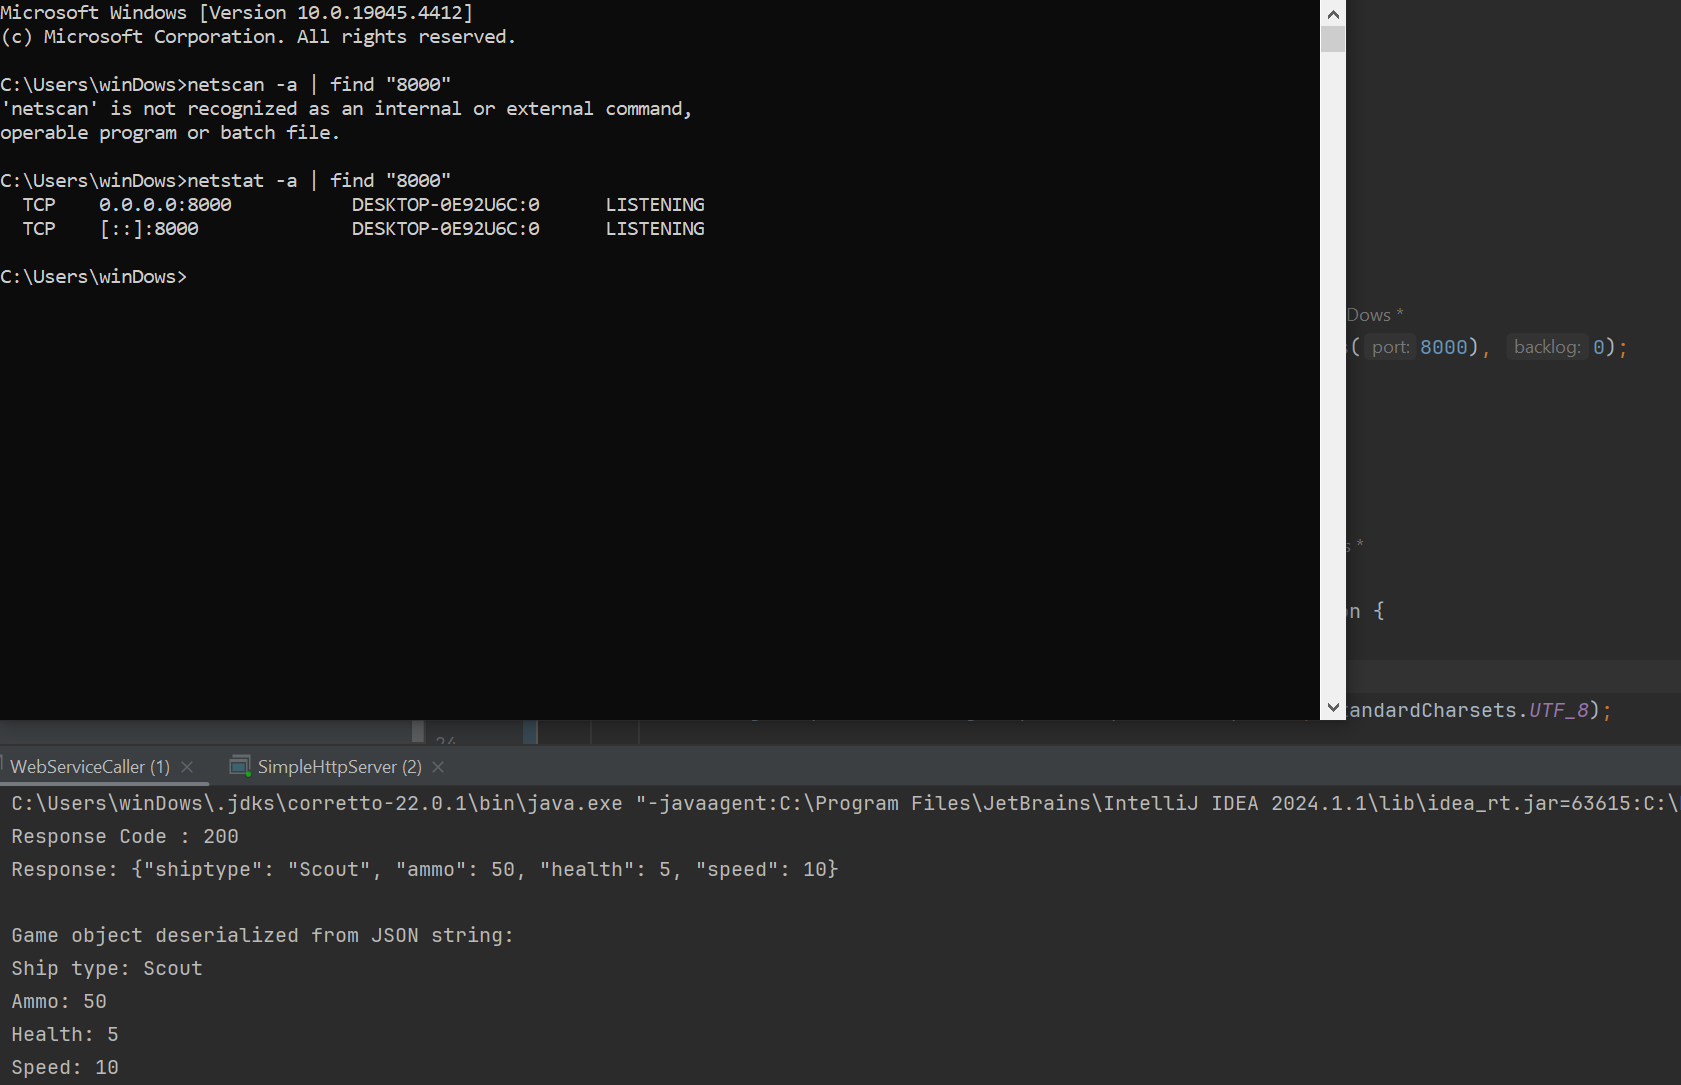 Microsoft Windows [Version 10.0.19045.4412]
(c) Microsoft Corporation. All rights reserved.
C:\Users\winDows>netscan -a | find "8000"
'netscan' is not recognized as an internal or external command,
operable program or batch file.
C:\Users\winDows>netstat -a | find "8000"
TCP    0.0.0.0:8000           DESKTOP-0E92U6C:0      LISTENING
TCP    [::]:8000              DESKTOP-0E92U6C:0      LISTENING
C:\Users\winDows>
Dows *
( port: 8000), backlog: 0);
s *
n {
andardCharsets.UTF_8);
24
WebServiceCaller (1) SimpleHttpServer (2)
C:\Users\winDows\.jdks\corretto-22.0.1\bin\java.exe "-javaagent:C:\Program Files\JetBrains\IntelliJ IDEA 2024.1.1\lib\idea_rt.jar=63615:C:\
Response Code : 200
Response: {"shiptype": "Scout", "ammo": 50, "health": 5, "speed": 10}
Game object deserialized from JSON string:
Ship type: Scout
Ammo: 50
Health: 5
Speed: 10